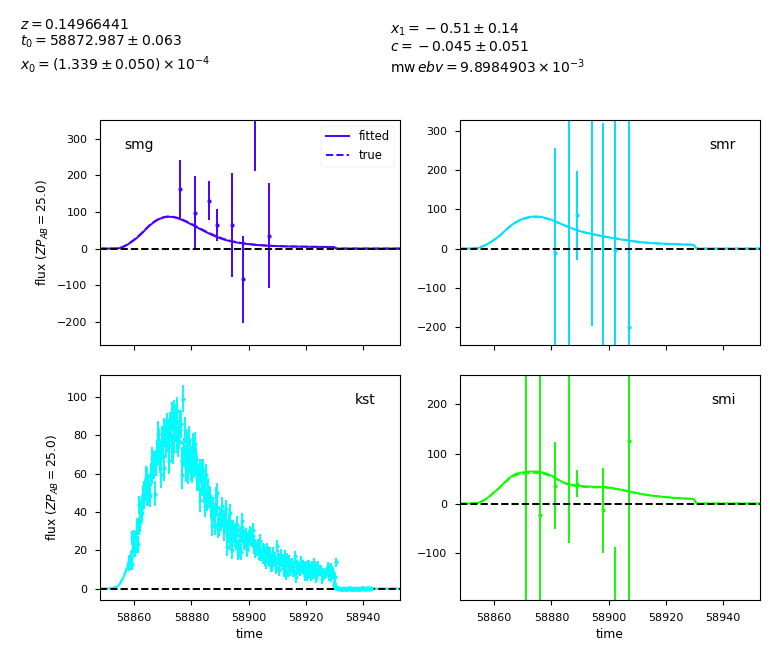 z = 0.14966441
t₀ = 58872.987 ± 0.063
x₀ = (1.339 ± 0.050) × 10⁻⁴
x₁ = −0.51 ± 0.14
c = −0.045 ± 0.051
mw ebv = 9.8984903 × 10⁻³
smg
fitted
true
300
200
100
0
−100
−200
flux (ZP_AB = 25.0)
smr
300
200
100
0
−100
−200
kst
100
80
60
40
20
0
flux (ZP_AB = 25.0)
58860 58880 58900 58920 58940
time
smi
200
100
0
−100
58860 58880 58900 58920 58940
time